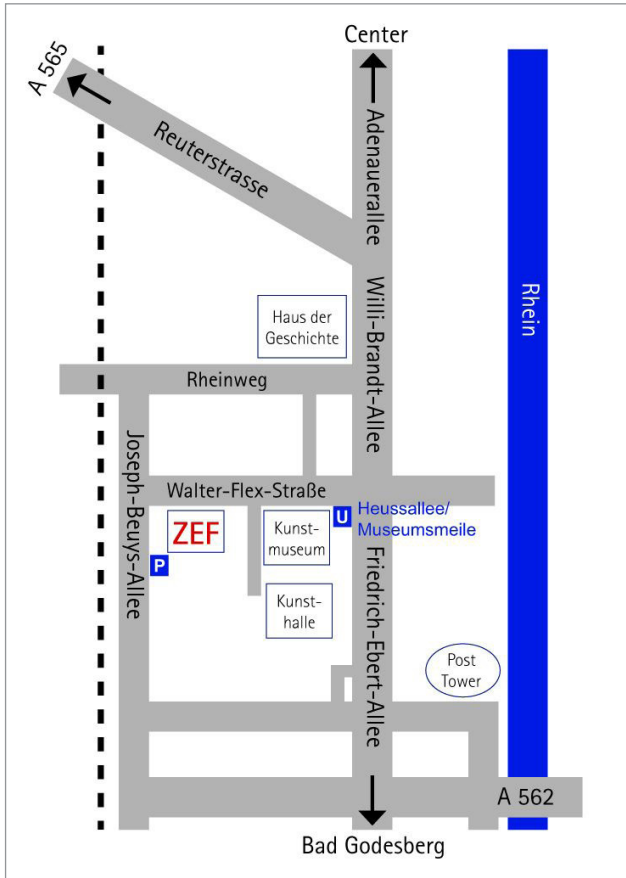 Center
A 565
Reuterstrasse
Adenauerallee
Rhein
Willi-Brandt-Allee
Haus der
Geschichte
Rheinweg
Joseph-Beuys-Allee
Walter-Flex-Straße
U
Heussallee/
Museumsmeile
ZEF
Kunst-
museum
P
Friedrich-Ebert-Allee
Kunst-
halle
Post
Tower
A 562
Bad Godesberg